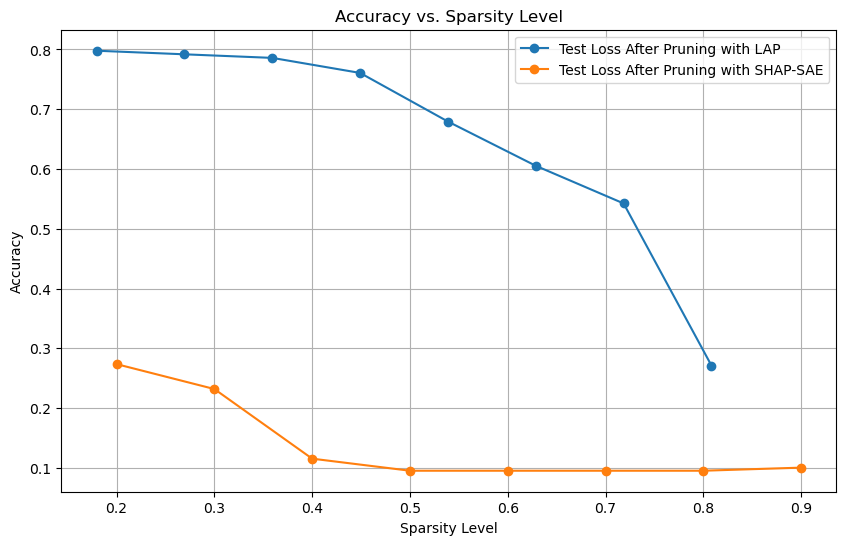 Accuracy vs. Sparsity Level
Test Loss After Pruning with LAP
Test Loss After Pruning with SHAP-SAE
Accuracy
0.8
0.7
0.6
0.5
0.4
0.3
0.2
0.1
0.2 0.3 0.4 0.5 0.6 0.7 0.8 0.9
Sparsity Level